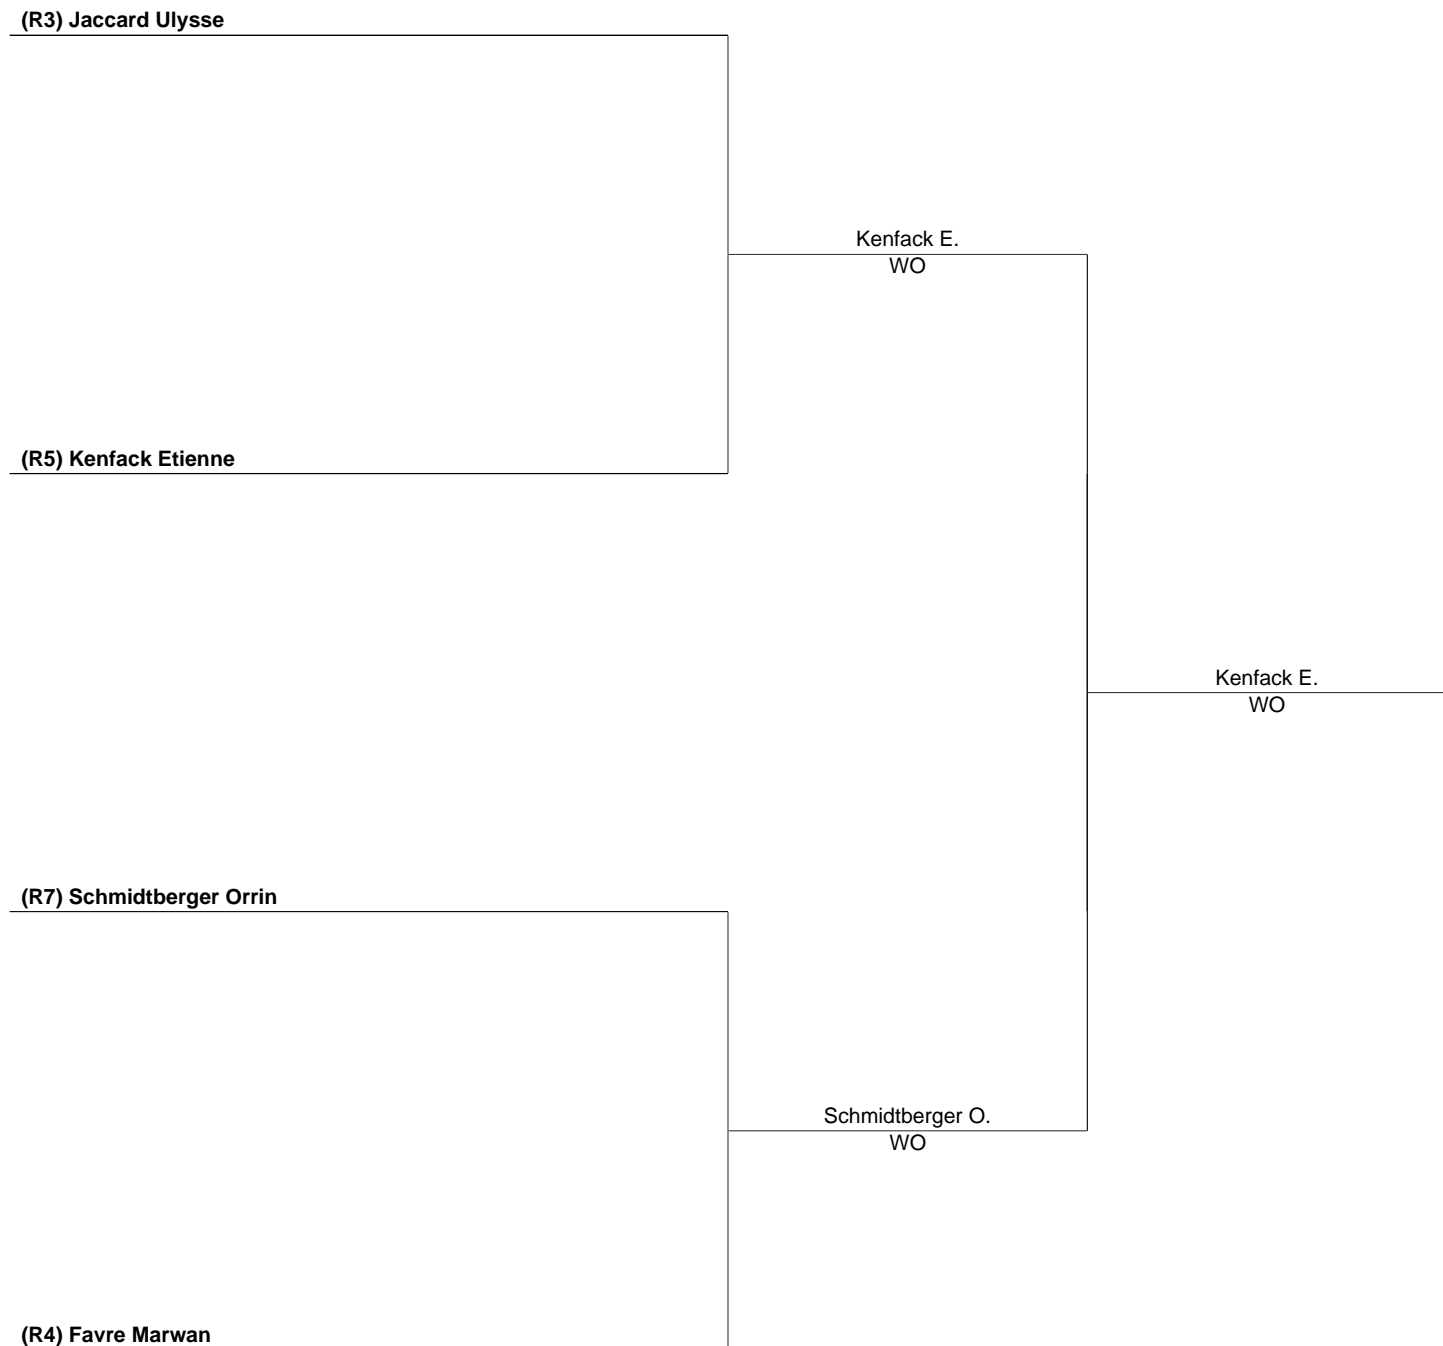 (R3) Jaccard Ulysse
Kenfack E.
WO
(R5) Kenfack Etienne
Kenfack E.
WO
(R7) Schmidtberger Orrin
Schmidtberger O.
WO
(R4) Favre Marwan